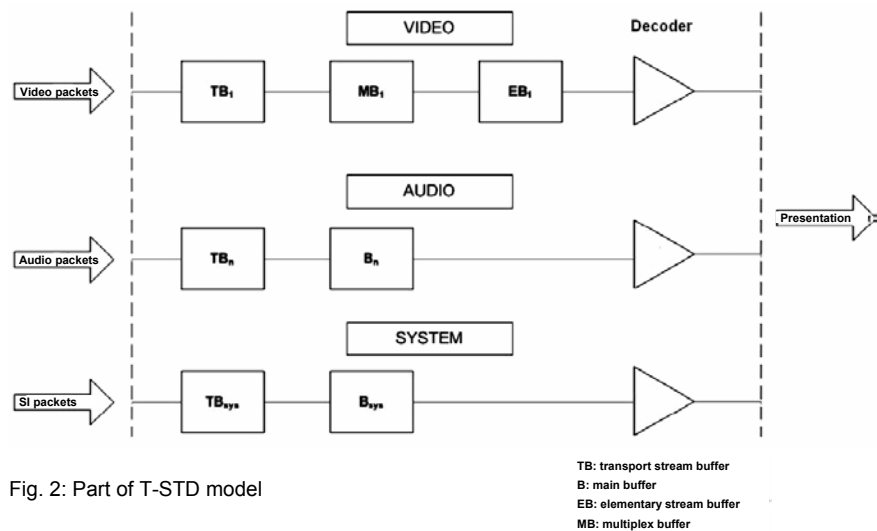 VIDEO
Decoder
Video packets
TB₁
MB₁
EB₁
AUDIO
Audio packets
TBₙ
Bₙ
Presentation
SYSTEM
SI packets
TBsys
Bsys
Fig. 2: Part of T-STD model
TB: transport stream buffer
B: main buffer
EB: elementary stream buffer
MB: multiplex buffer